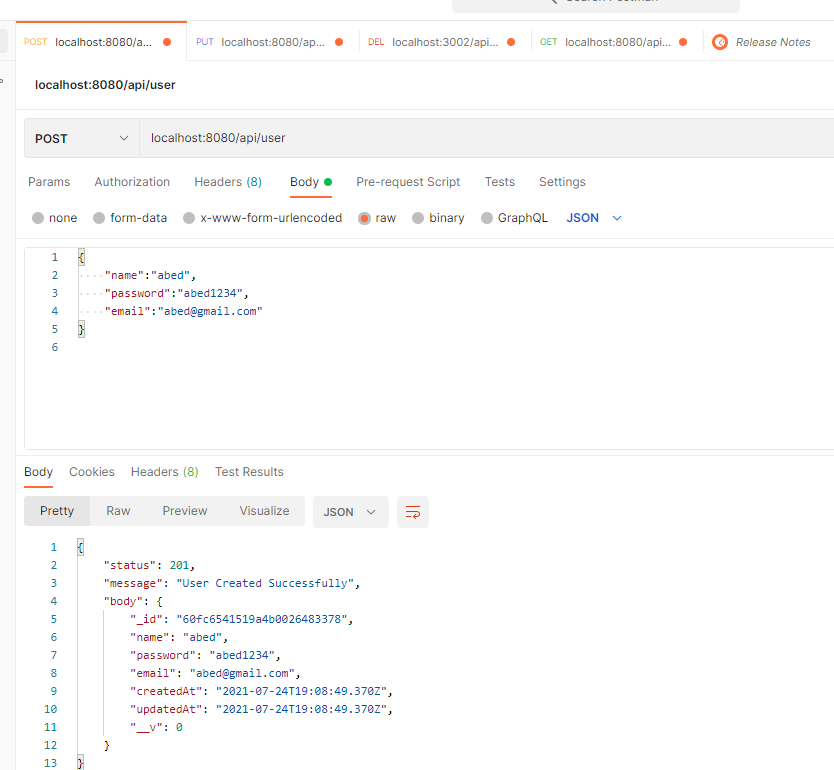 POST localhost:8080/a... PUT localhost:8080/ap... DEL localhost:3002/api... GET localhost:8080/api... Release Notes
localhost:8080/api/user
POST localhost:8080/api/user
Params Authorization Headers (8) Body Pre-request Script Tests Settings
none form-data x-www-form-urlencoded raw binary GraphQL JSON
1 {
2 "name":"abed",
3 "password":"abed1234",
4 "email":"abed@gmail.com"
5 }
6
Body Cookies Headers (8) Test Results
Pretty Raw Preview Visualize JSON
1 {
2 "status": 201,
3 "message": "User Created Successfully",
4 "body": {
5 "_id": "60fc6541519a4b0026483378",
6 "name": "abed",
7 "password": "abed1234",
8 "email": "abed@gmail.com",
9 "createdAt": "2021-07-24T19:08:49.370Z",
10 "updatedAt": "2021-07-24T19:08:49.370Z",
11 "__v": 0
12 }
13 }